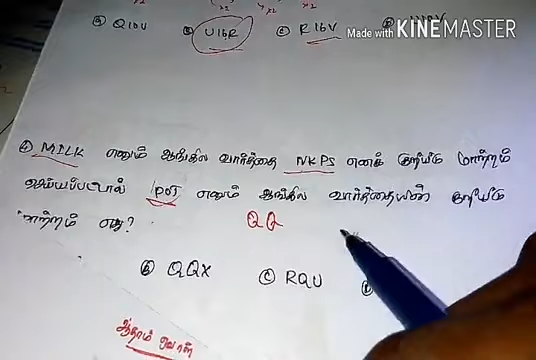 Ⓐ Q16U Ⓑ U16R Ⓒ R16V
Made with KINEMASTER
④ MILK எனும் ஆங்கில வார்த்தை NKPS எனக் குறியீடு மாற்றம்
செய்யப்பட்டால் POT எனும் ஆங்கில வார்த்தையின் குறியீடு
மாற்றம் எது? QQ
Ⓑ QQX Ⓒ RQU